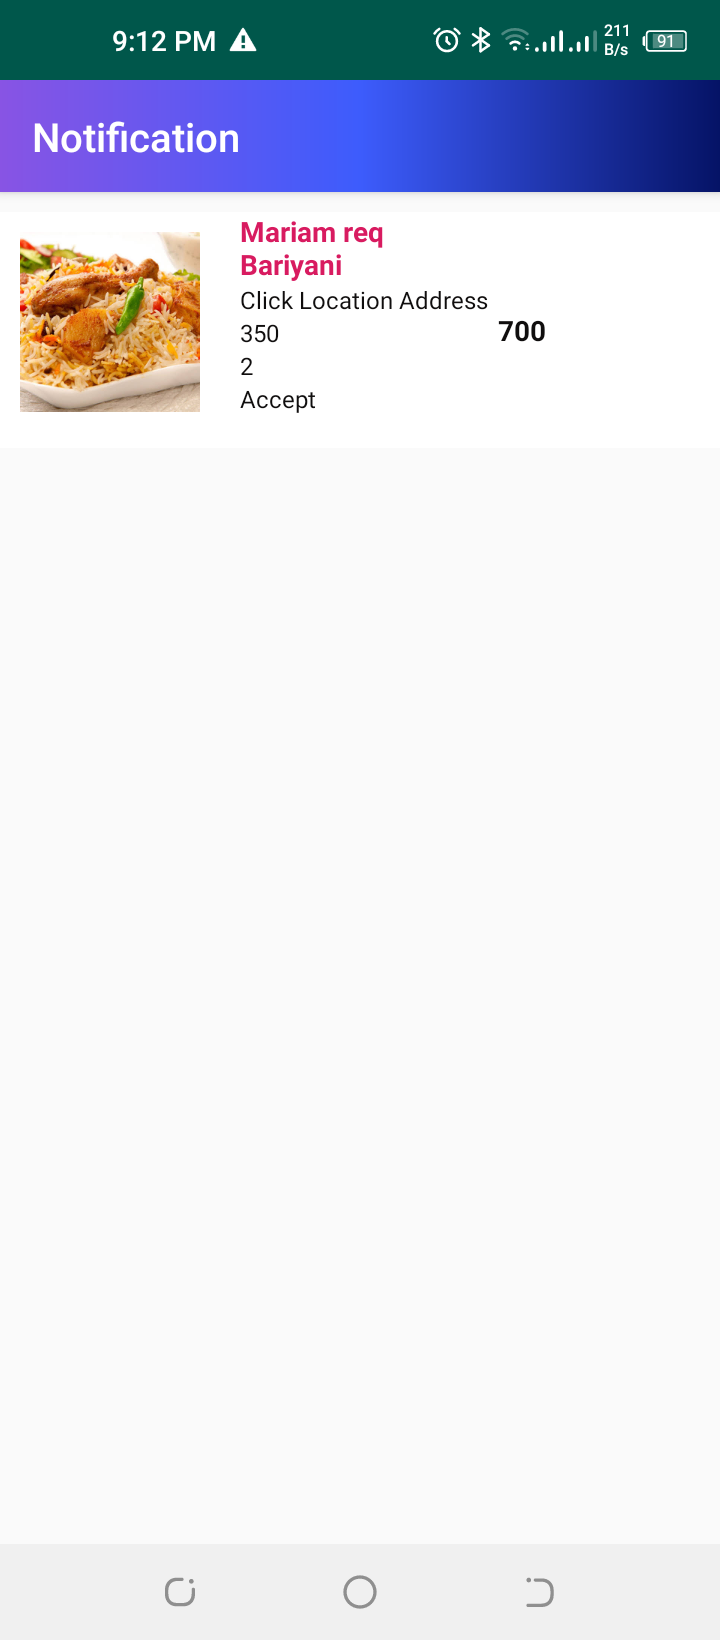 9:12 PM
211
B/s
91
Notification
Mariam req
Bariyani
Click Location Address
350
700
2
Accept